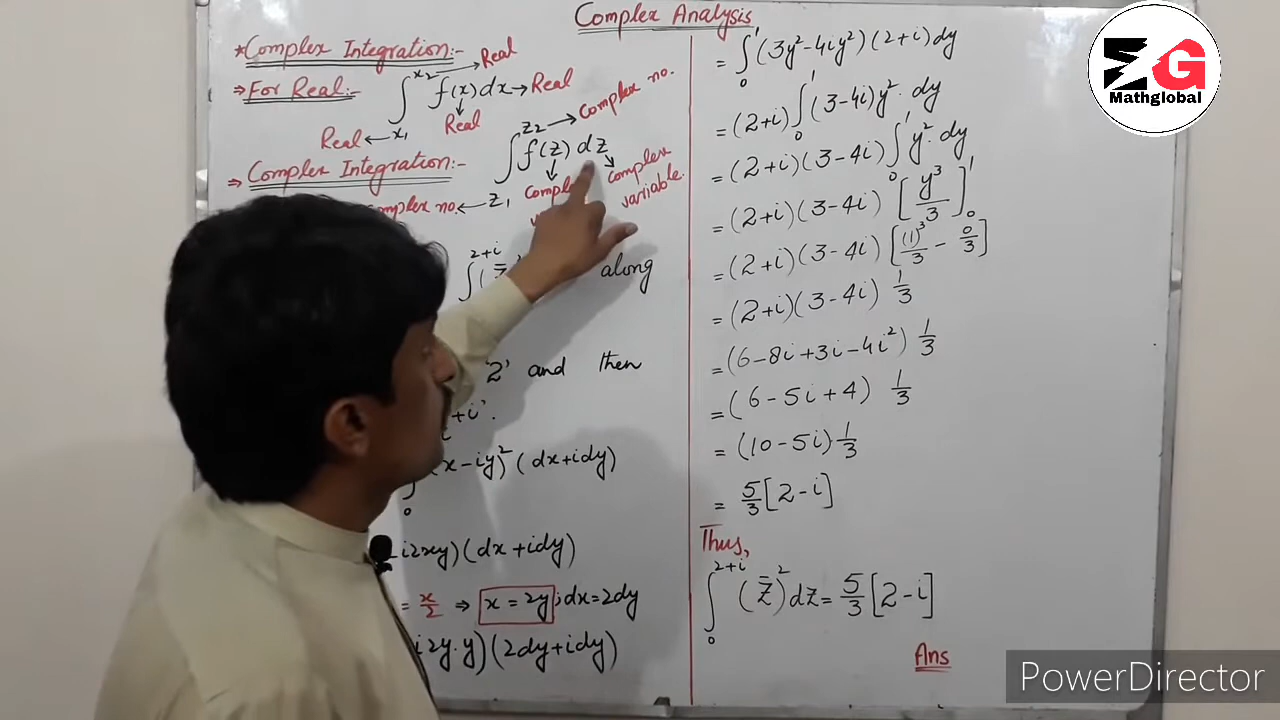 Complex Analysis
*Complex Integration:-
⇒ For Real:-
∫ x₁ x₂ f(x) dx → Real
Real
Real
Real ← x₁
⇒ Complex Integration:-
∫ z₂ f(z) dz
→ Complex no.
complex no. ← z₁
complex variable.
2+i
∫( along
'2' and then
+i'.
0
(x-iy)² (dx+idy)
i2xy)(dx+idy)
= x/2 ⇒ x = 2y ; dx=2dy
i2y.y)(2dy+idy)
= ∫₀¹ (3y²-4iy²)(2+i)dy
= (2+i)∫₀¹ (3-4i)y². dy
= (2+i)(3-4i)∫₀¹ y². dy
= (2+i)(3-4i) [y³/3]₀¹
= (2+i)(3-4i) [(1)³/3 - 0/3]
= (2+i)(3-4i) 1/3
= (6-8i+3i-4i²) 1/3
= (6-5i+4) 1/3
= (10-5i) 1/3
= 5/3 [2-i]
Thus,
∫₀²⁺ⁱ (z̄)² dz = 5/3 [2-i]
Ans
MG
Mathglobal
PowerDirector